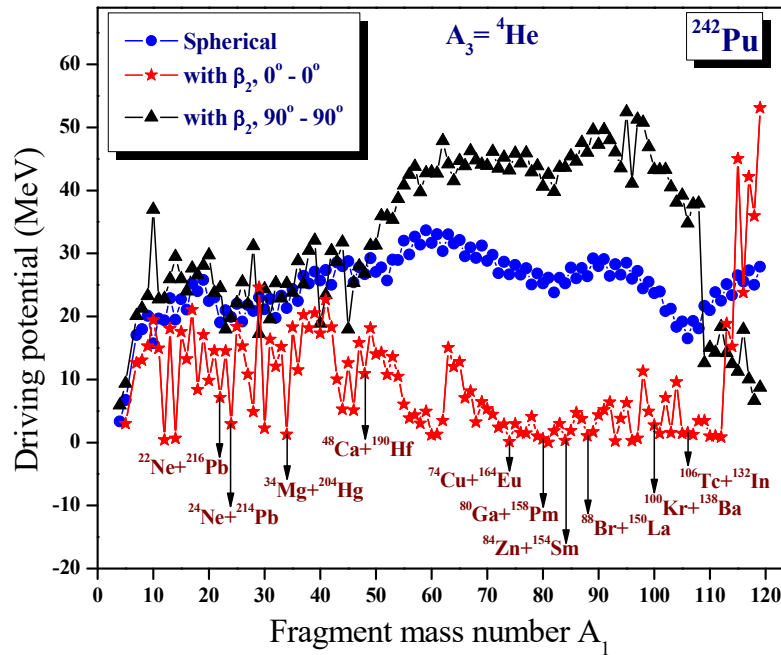 Spherical
with β₂, 0° - 0°
with β₂, 90° - 90°
A₃= ⁴He
²⁴²Pu
Driving potential (MeV)
60
50
40
30
20
10
0
-10
-20
²²Ne+²¹⁶Pb
²⁴Ne+²¹⁴Pb
³⁴Mg+²⁰⁴Hg
⁴⁸Ca+¹⁹⁰Hf
⁷⁴Cu+¹⁶⁴Eu
⁸⁰Ga+¹⁵⁸Pm
⁸⁴Zn+¹⁵⁴Sm
⁸⁸Br+¹⁵⁰La
¹⁰⁰Kr+¹³⁸Ba
¹⁰⁶Tc+¹³²In
0 10 20 30 40 50 60 70 80 90 100 110 120
Fragment mass number A₁